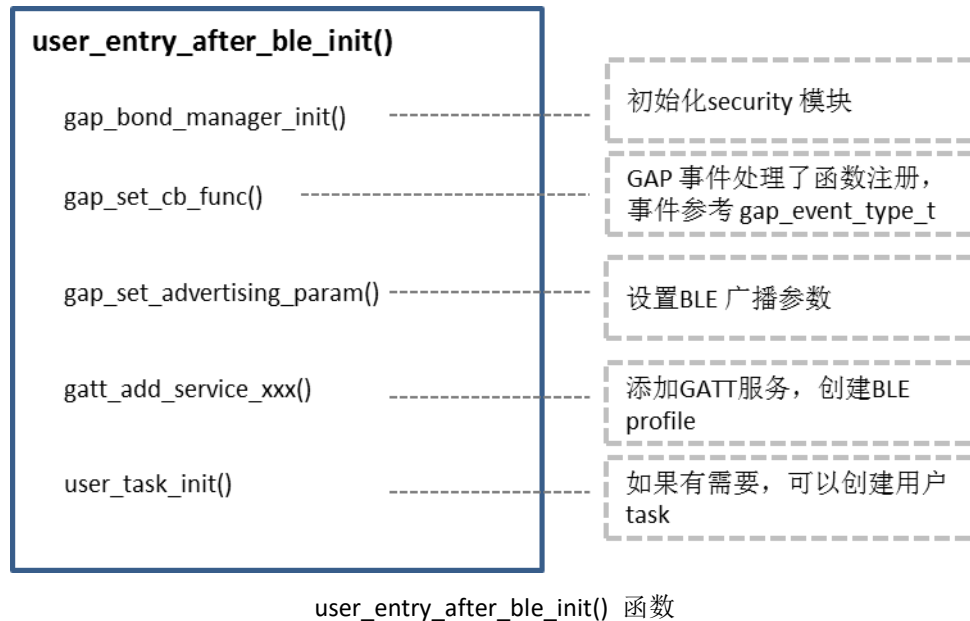 user_entry_after_ble_init()
gap_bond_manager_init()
初始化security 模块
gap_set_cb_func()
GAP 事件处理了函数注册，
事件参考 gap_event_type_t
gap_set_advertising_param()
设置BLE 广播参数
gatt_add_service_xxx()
添加GATT服务，创建BLE
profile
user_task_init()
如果有需要，可以创建用户
task
user_entry_after_ble_init() 函数